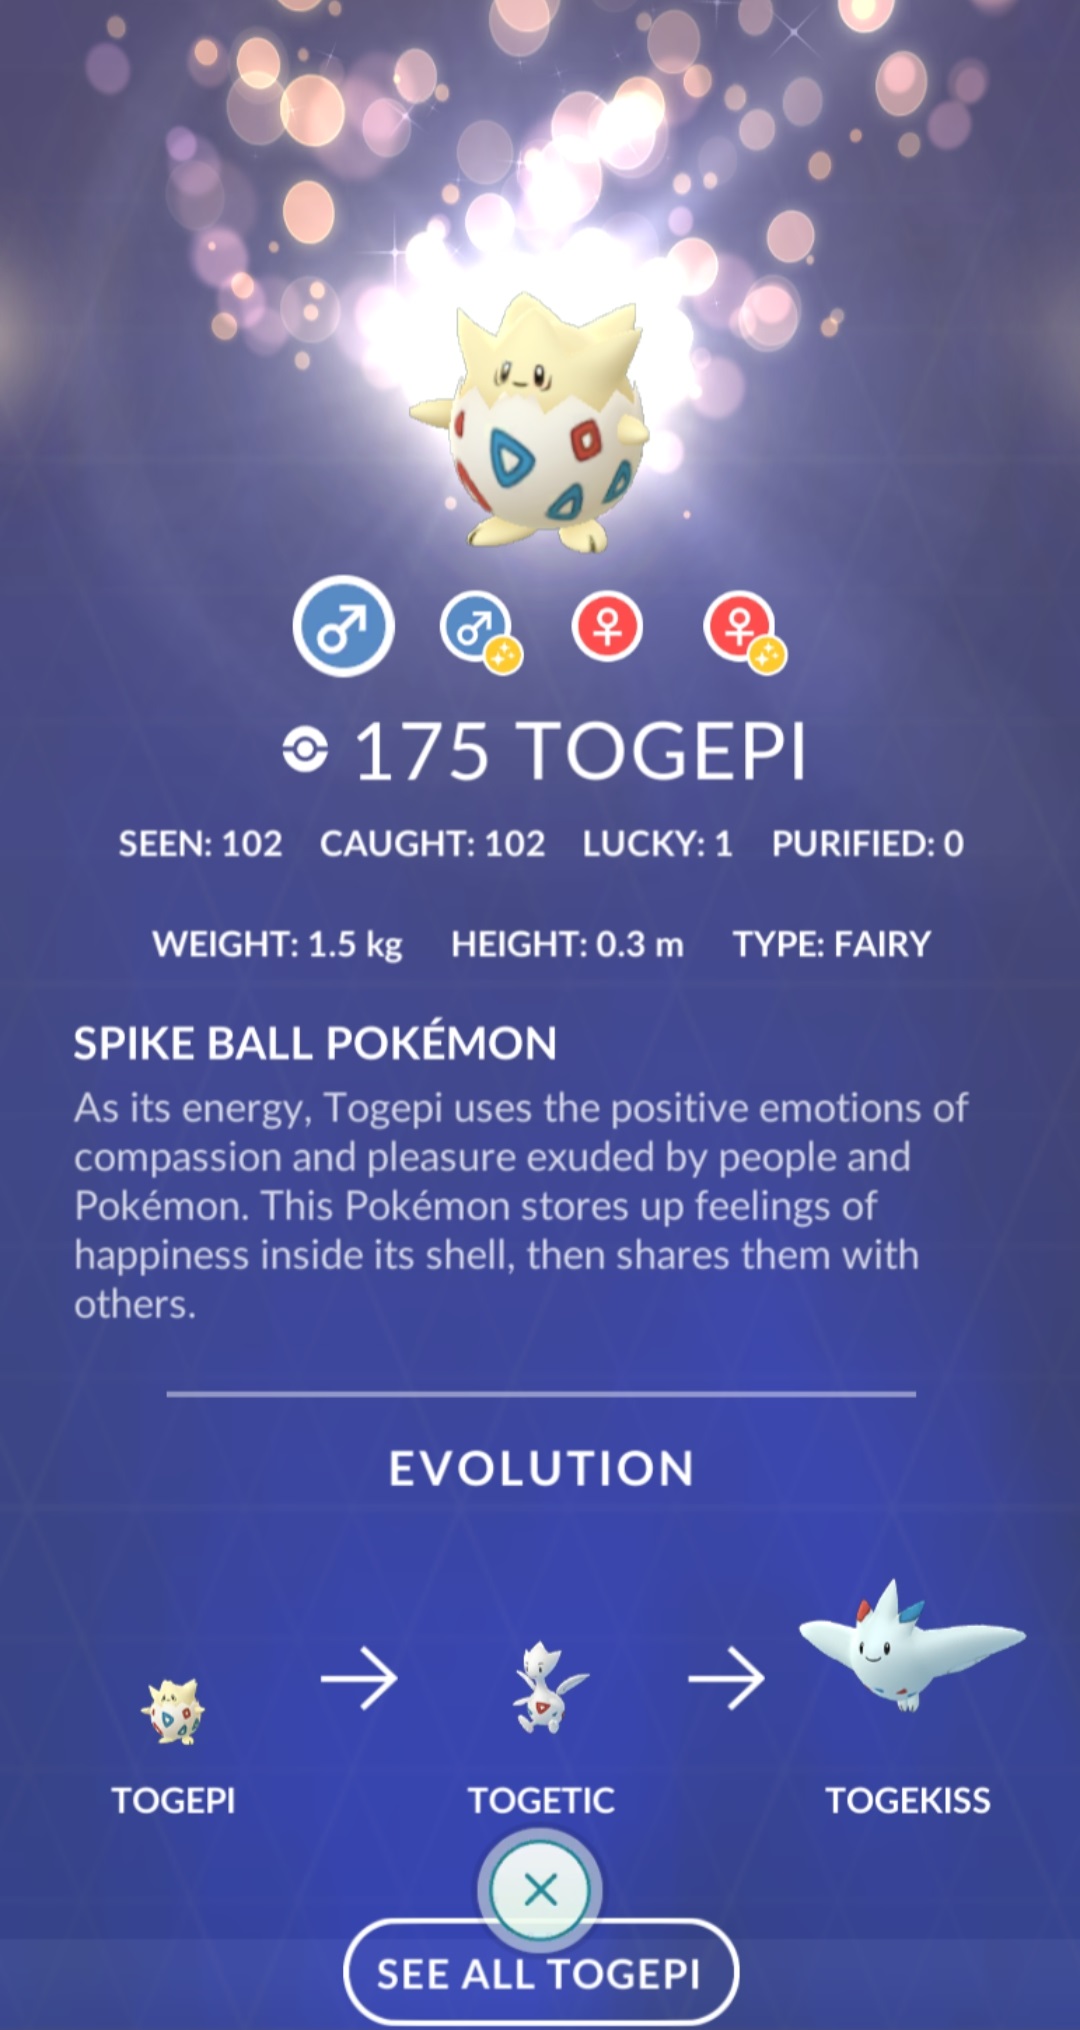 175 TOGEPI
SEEN: 102 CAUGHT: 102 LUCKY: 1 PURIFIED: 0
WEIGHT: 1.5 kg HEIGHT: 0.3 m TYPE: FAIRY
SPIKE BALL POKÉMON
As its energy, Togepi uses the positive emotions of
compassion and pleasure exuded by people and
Pokémon. This Pokémon stores up feelings of
happiness inside its shell, then shares them with
others.
EVOLUTION
TOGEPI TOGETIC TOGEKISS
SEE ALL TOGEPI